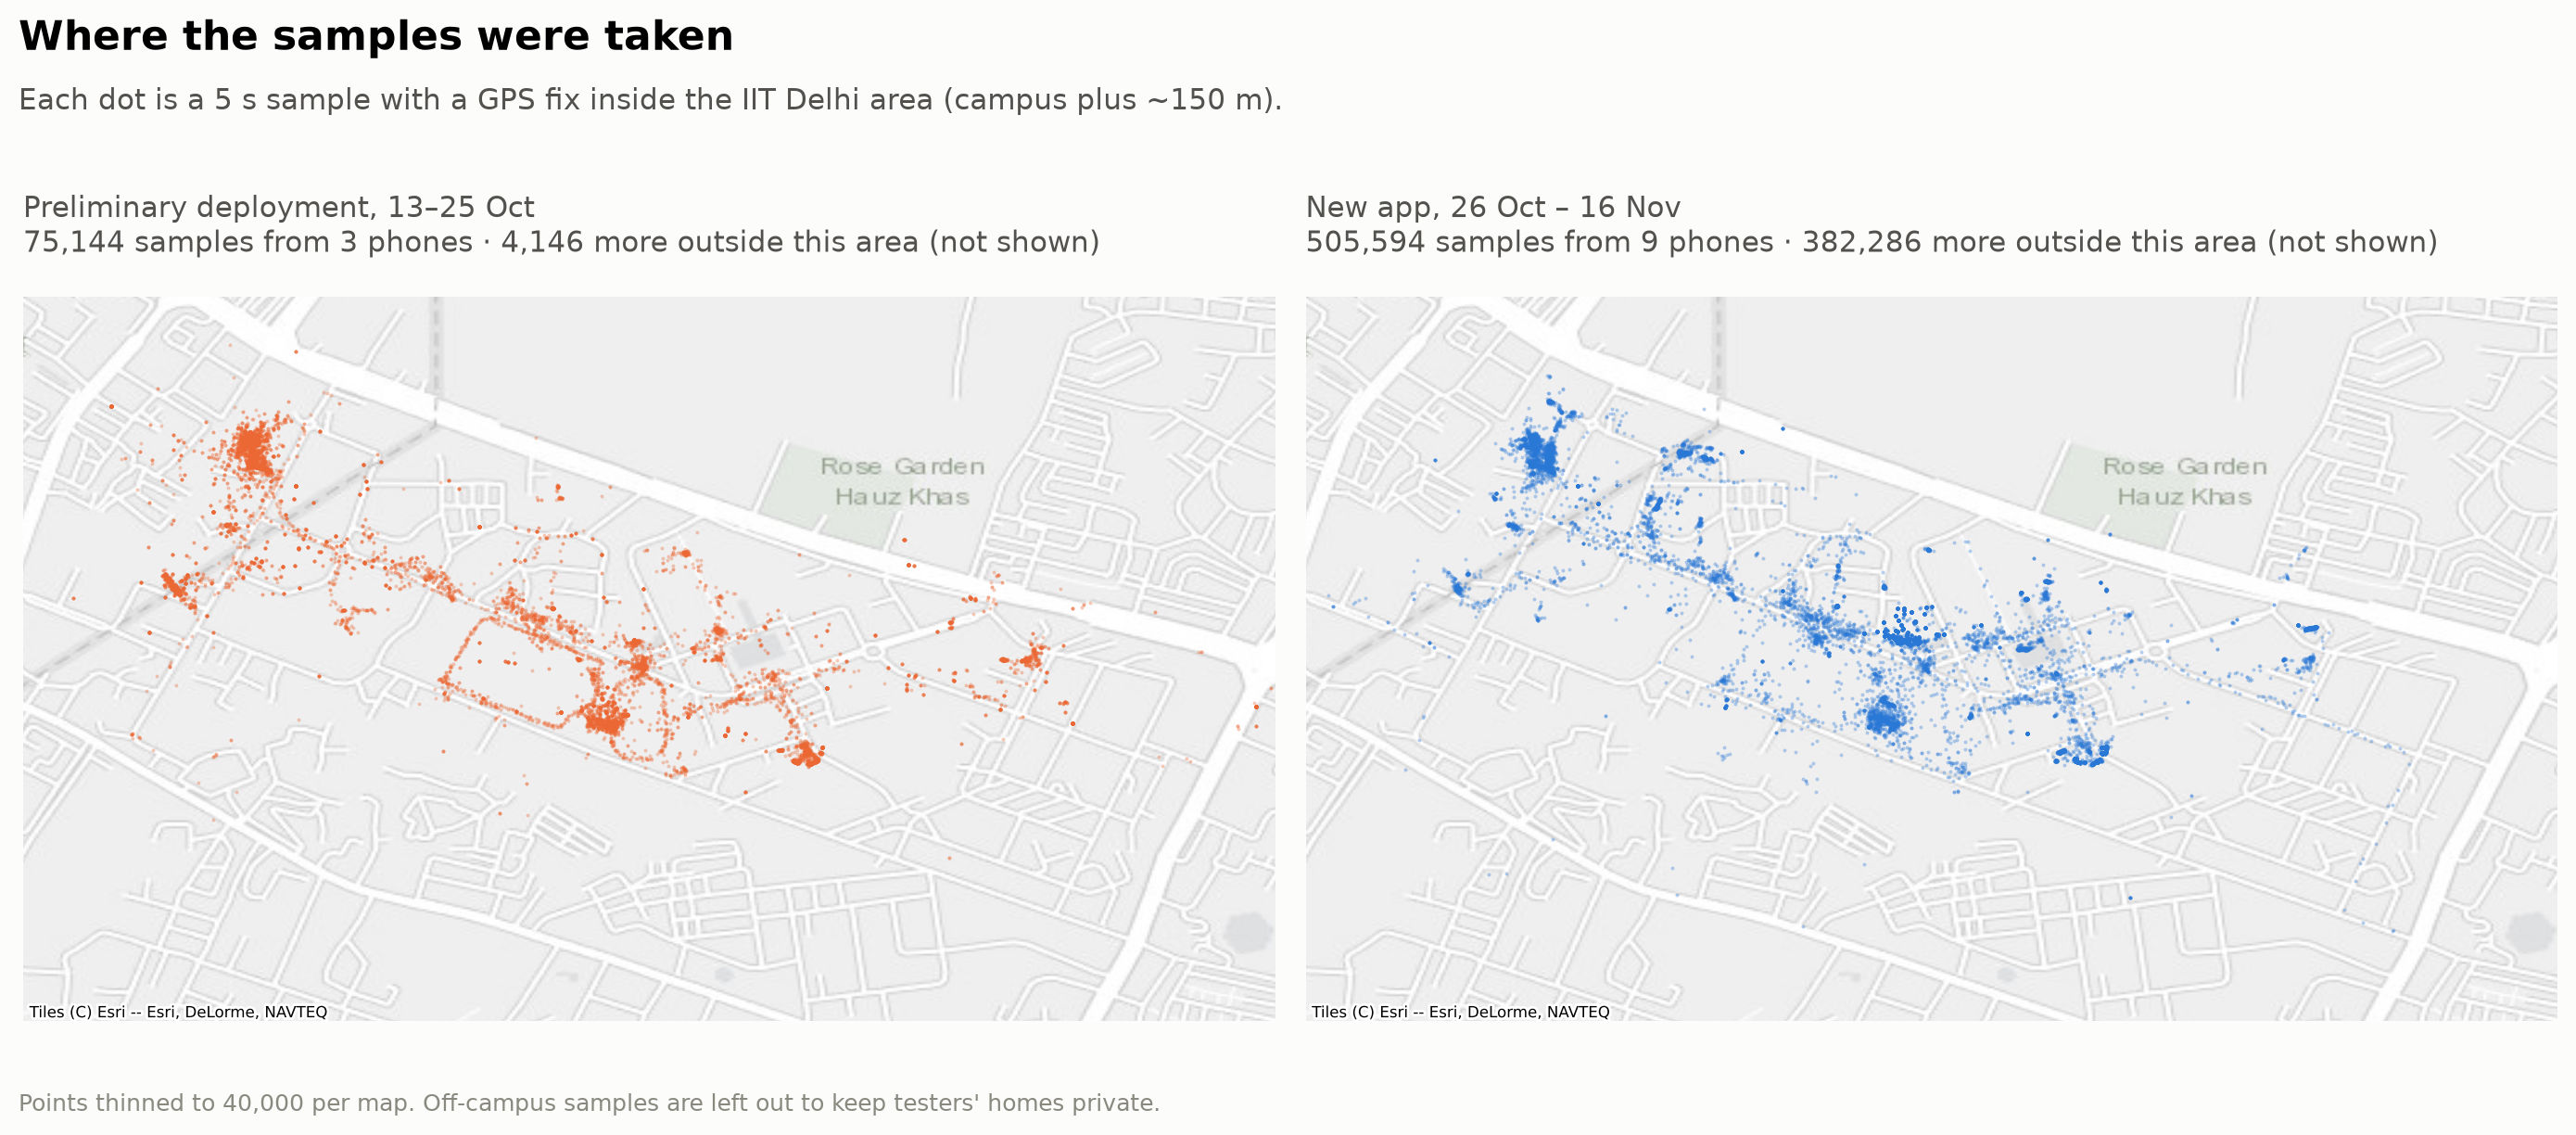 Where the samples were taken
Each dot is a 5 s sample with a GPS fix inside the IIT Delhi area (campus plus ~150 m).
Preliminary deployment, 13–25 Oct
75,144 samples from 3 phones · 4,146 more outside this area (not shown)
New app, 26 Oct – 16 Nov
505,594 samples from 9 phones · 382,286 more outside this area (not shown)
Rose Garden
Hauz Khas
Tiles (C) Esri -- Esri, DeLorme, NAVTEQ
Rose Garden
Hauz Khas
Tiles (C) Esri -- Esri, DeLorme, NAVTEQ
Points thinned to 40,000 per map. Off-campus samples are left out to keep testers' homes private.